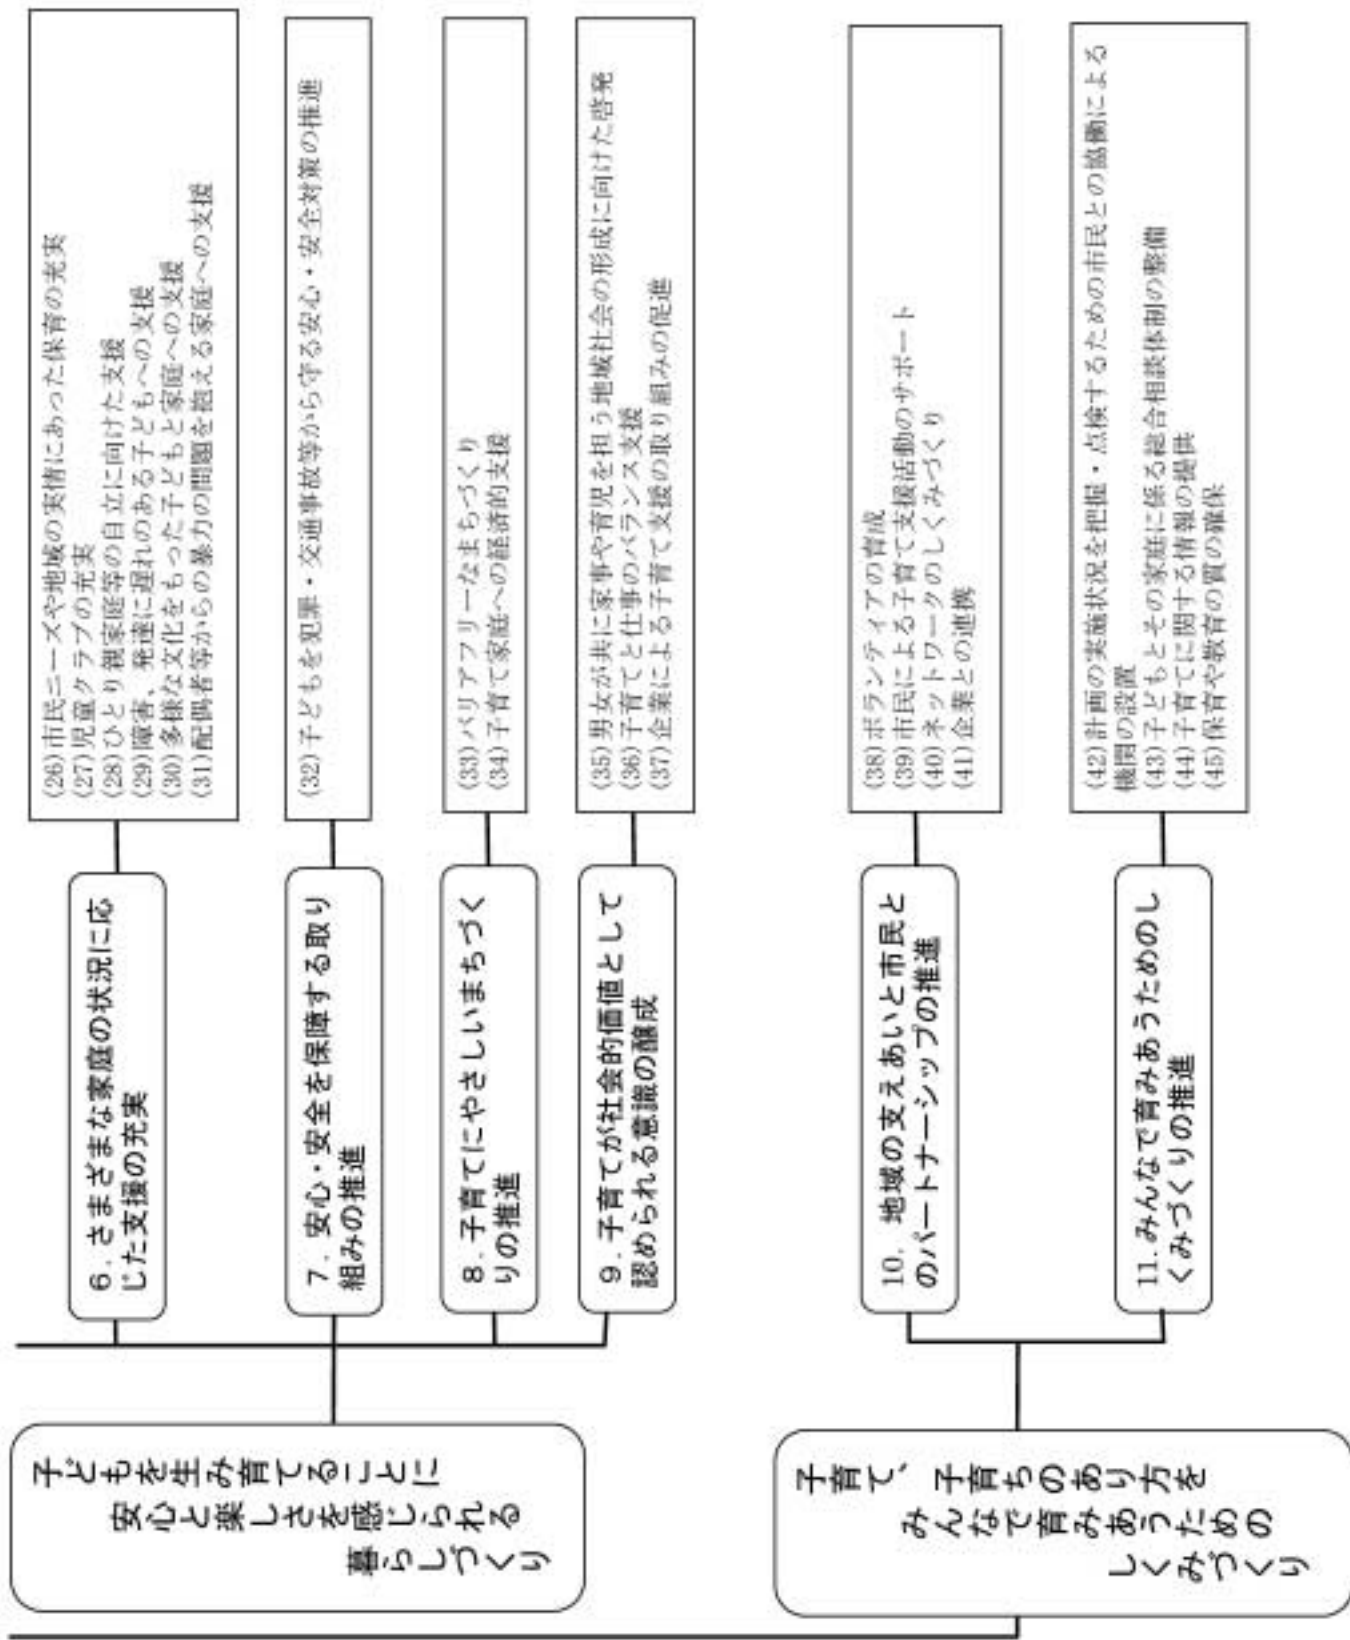 子どもを生み育てることに
安心と楽しさを感じられる
暮らしづくり
６．さまざまな家庭の状況に応
じた支援の充実
(26)市民ニーズや地域の実情にあった保育の充実
(27)児童クラブの充実
(28)ひとり親家庭等の自立に向けた支援
(29)障害、発達に遅れのある子どもへの支援
(30)多様な文化をもった子どもと家庭への支援
(31)配偶者等からの暴力の問題を抱える家庭への支援
７．安心・安全を保障する取り
組みの推進
(32)子どもを犯罪・交通事故等から守る安心・安全対策の推進
８．子育てにやさしいまちづく
りの推進
(33)バリアフリーなまちづくり
(34)子育て家庭への経済的支援
９．子育てが社会的価値として
認められる意識の醸成
(35)男女が共に家事や育児を担う地域社会の形成に向けた啓発
(36)子育てと仕事のバランス支援
(37)企業による子育て支援の取り組みの促進
子育て、子育ちのあり方を
みんなで育みあうための
しくみづくり
10． 地域の支えあいと市民と
のパートナーシップの推進
(38)ボランティアの育成
(39)市民による子育て支援活動のサポート
(40)ネットワークのしくみづくり
(41)企業との連携
11．みんなで育みあうためのし
くみづくりの推進
(42)計画の実施状況を把握・点検するための市民との協働による
機関の設置
(43)子どもとその家庭に係る総合相談体制の整備
(44)子育てに関する情報の提供
(45)保育や教育の質の確保